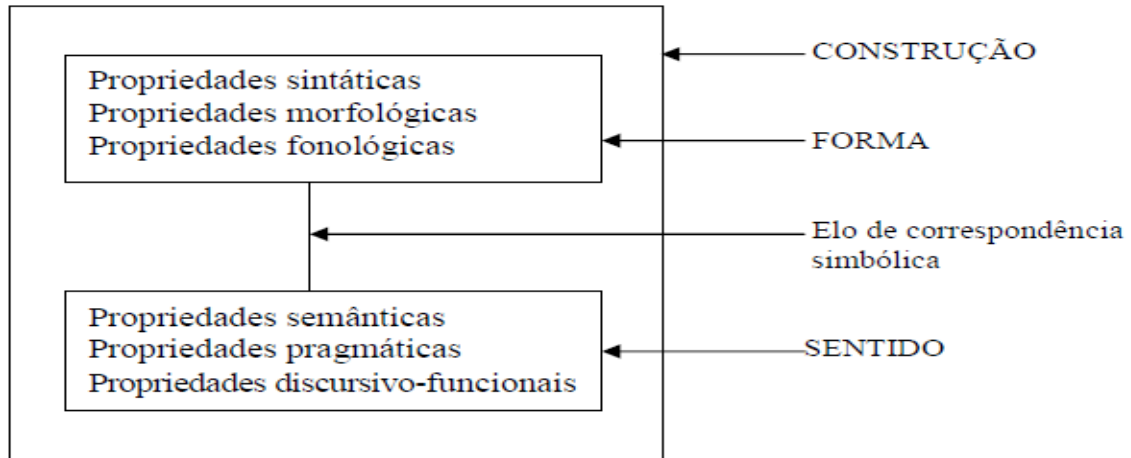 Propriedades sintáticas
Propriedades morfológicas
Propriedades fonológicas
Propriedades semânticas
Propriedades pragmáticas
Propriedades discursivo-funcionais
CONSTRUÇÃO
FORMA
Elo de correspondência
simbólica
SENTIDO